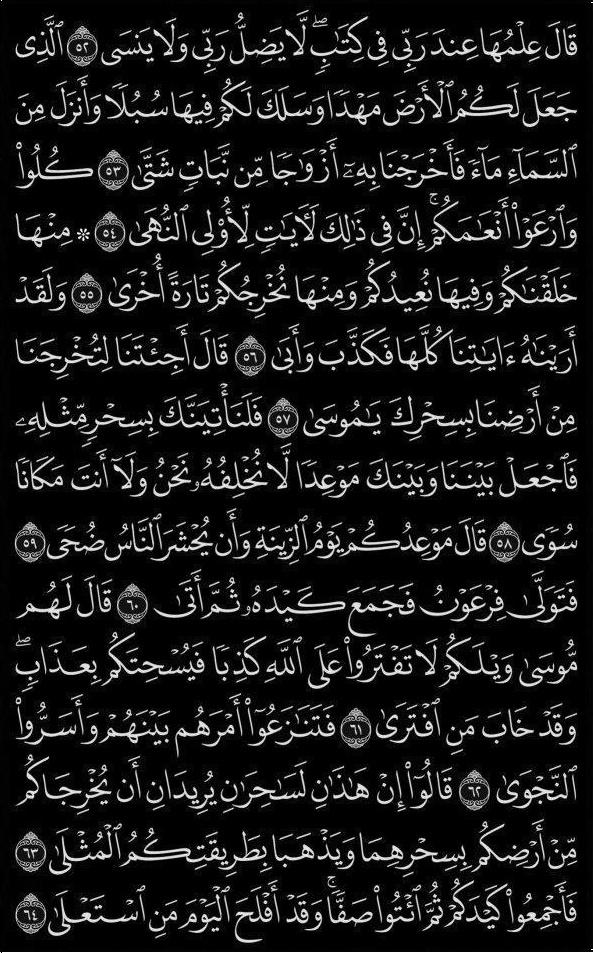 قَالَ عِلْمُهَا عِندَ رَبِّي فِي كِتَٰبٍۖ لَّا يَضِلُّ رَبِّي وَلَا يَنسَى ٥٢ ٱلَّذِي
جَعَلَ لَكُمُ ٱلْأَرْضَ مَهْدًا وَسَلَكَ لَكُمْ فِيهَا سُبُلًا وَأَنزَلَ مِنَ
ٱلسَّمَآءِ مَآءً فَأَخْرَجْنَا بِهِۦٓ أَزْوَٰجًا مِّن نَّبَاتٍ شَتَّىٰ ٥٣ كُلُوا۟
وَٱرْعَوْا۟ أَنْعَٰمَكُمْۚ إِنَّ فِي ذَٰلِكَ لَءَايَٰتٍ لِّأُو۟لِي ٱلنُّهَىٰ ٥٤ ۞ مِنْهَا
خَلَقْنَٰكُمْ وَفِيهَا نُعِيدُكُمْ وَمِنْهَا نُخْرِجُكُمْ تَارَةً أُخْرَىٰ ٥٥ وَلَقَدْ
أَرَيْنَٰهُ ءَايَٰتِنَا كُلَّهَا فَكَذَّبَ وَأَبَىٰ ٥٦ قَالَ أَجِئْتَنَا لِتُخْرِجَنَا
مِنْ أَرْضِنَا بِسِحْرِكَ يَٰمُوسَىٰ ٥٧ فَلَنَأْتِيَنَّكَ بِسِحْرٍ مِّثْلِهِۦ
فَٱجْعَلْ بَيْنَنَا وَبَيْنَكَ مَوْعِدًا لَّا نُخْلِفُهُۥ نَحْنُ وَلَآ أَنتَ مَكَانًا
سُوًى ٥٨ قَالَ مَوْعِدُكُمْ يَوْمُ ٱلزِّينَةِ وَأَن يُحْشَرَ ٱلنَّاسُ ضُحًى ٥٩
فَتَوَلَّىٰ فِرْعَوْنُ فَجَمَعَ كَيْدَهُۥ ثُمَّ أَتَىٰ ٦٠ قَالَ لَهُم
مُّوسَىٰ وَيْلَكُمْ لَا تَفْتَرُوا۟ عَلَى ٱللَّهِ كَذِبًا فَيُسْحِتَكُم بِعَذَابٍۖ
وَقَدْ خَابَ مَنِ ٱفْتَرَىٰ ٦١ فَتَنَٰزَعُوٓا۟ أَمْرَهُم بَيْنَهُمْ وَأَسَرُّوا۟
ٱلنَّجْوَىٰ ٦٢ قَالُوٓا۟ إِنْ هَٰذَٰنِ لَسَٰحِرَٰنِ يُرِيدَانِ أَن يُخْرِجَاكُم
مِّنْ أَرْضِكُم بِسِحْرِهِمَا وَيَذْهَبَا بِطَرِيقَتِكُمُ ٱلْمُثْلَىٰ ٦٣
فَأَجْمِعُوا۟ كَيْدَكُمْ ثُمَّ ٱئْتُوا۟ صَفًّاۚ وَقَدْ أَفْلَحَ ٱلْيَوْمَ مَنِ ٱسْتَعْلَىٰ ٦٤